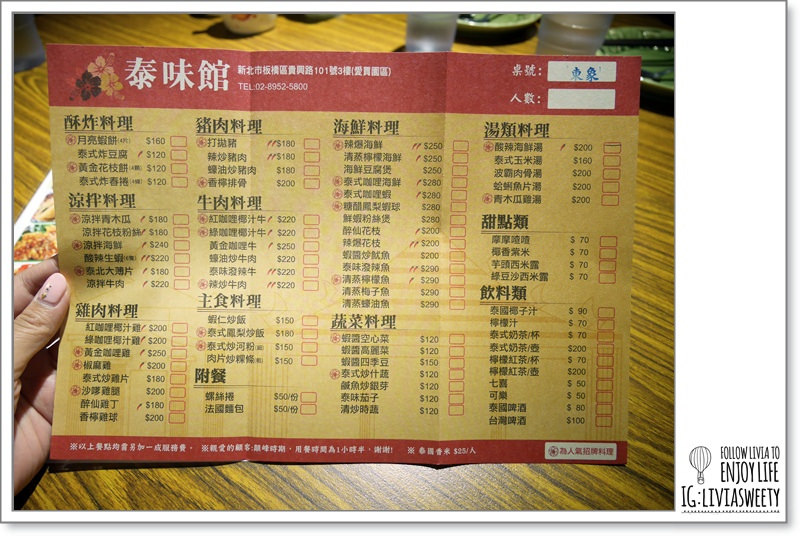 泰味館
新北市板橋區貴興路101號3樓(愛買園區)
TEL:02-8952-5800
桌號:
東象
人數:
酥炸料理
月亮蝦餅(4片) $160
泰式炸豆腐 $120
黃金花枝餅(4顆) $120
泰式炸春捲(4條) $120
涼拌料理
涼拌青木瓜 $180
涼拌花枝粉絲 $180
涼拌海鮮 $240
酸辣生蝦(6隻) $220
泰北大薄片 $180
涼拌牛肉 $220
雞肉料理
紅咖哩椰汁雞 $200
綠咖哩椰汁雞 $200
黃金咖哩雞 $250
椒麻雞 $200
泰式炒雞片 $180
沙嗲雞腿 $200
醉仙雞丁 $180
香檸雞球 $200
豬肉料理
打拋豬 $180
辣炒豬肉 $180
蠔油炒豬肉 $180
香檸排骨 $200
牛肉料理
紅咖哩椰汁牛 $220
綠咖哩椰汁牛 $220
黃金咖哩牛 $250
蠔油炒牛肉 $220
泰味潑辣牛 $220
辣炒牛肉 $220
主食料理
蝦仁炒飯 $150
泰式鳳梨炒飯 $180
泰式炒河粉 $150
肉片炒粿條 $150
附餐
螺絲捲 $50/份
法國麵包 $50/份
海鮮料理
辣爆海鮮 $250
清蒸檸檬海鮮 $250
海鮮豆腐煲 $250
泰式咖哩海鮮 $280
泰式咖哩蝦 $280
糖醋鳳梨蝦球 $280
鮮蝦粉絲煲 $280
醉仙花枝 $200
辣爆花枝 $200
蝦醬炒魷魚 $200
泰味潑辣魚 $290
清蒸檸檬魚 $290
清蒸梅子魚 $290
清蒸蠔油魚 $290
蔬菜料理
蝦醬空心菜 $120
蝦醬高麗菜 $120
蝦醬四季豆 $150
泰式炒什蔬 $120
鹹魚炒銀芽 $120
泰味茄子 $120
清炒時蔬 $120
湯類料理
酸辣海鮮湯 $200
泰式玉米湯 $160
波霸肉骨湯 $200
蛤蜊魚片湯 $200
青木瓜雞湯 $200
甜點類
摩摩喳喳 $70
椰香紫米 $70
芋頭西米露 $70
綠豆沙西米露 $70
飲料類
泰國椰子汁 $90
檸檬汁 $70
泰式奶茶/杯 $70
泰式奶茶/壺 $200
檸檬紅茶/杯 $70
檸檬紅茶/壺 $200
七喜 $50
可樂 $50
泰國啤酒 $80
台灣啤酒 $100
※以上餐點均需另加一成服務費。 ※親愛的顧客:顛峰時期,用餐時間為1小時半、謝謝! ※ 泰國香米 $25/人
為人氣招牌料理
FOLLOW LIVIA TO
ENJOY LIFE
IG:LIVIASWEETY